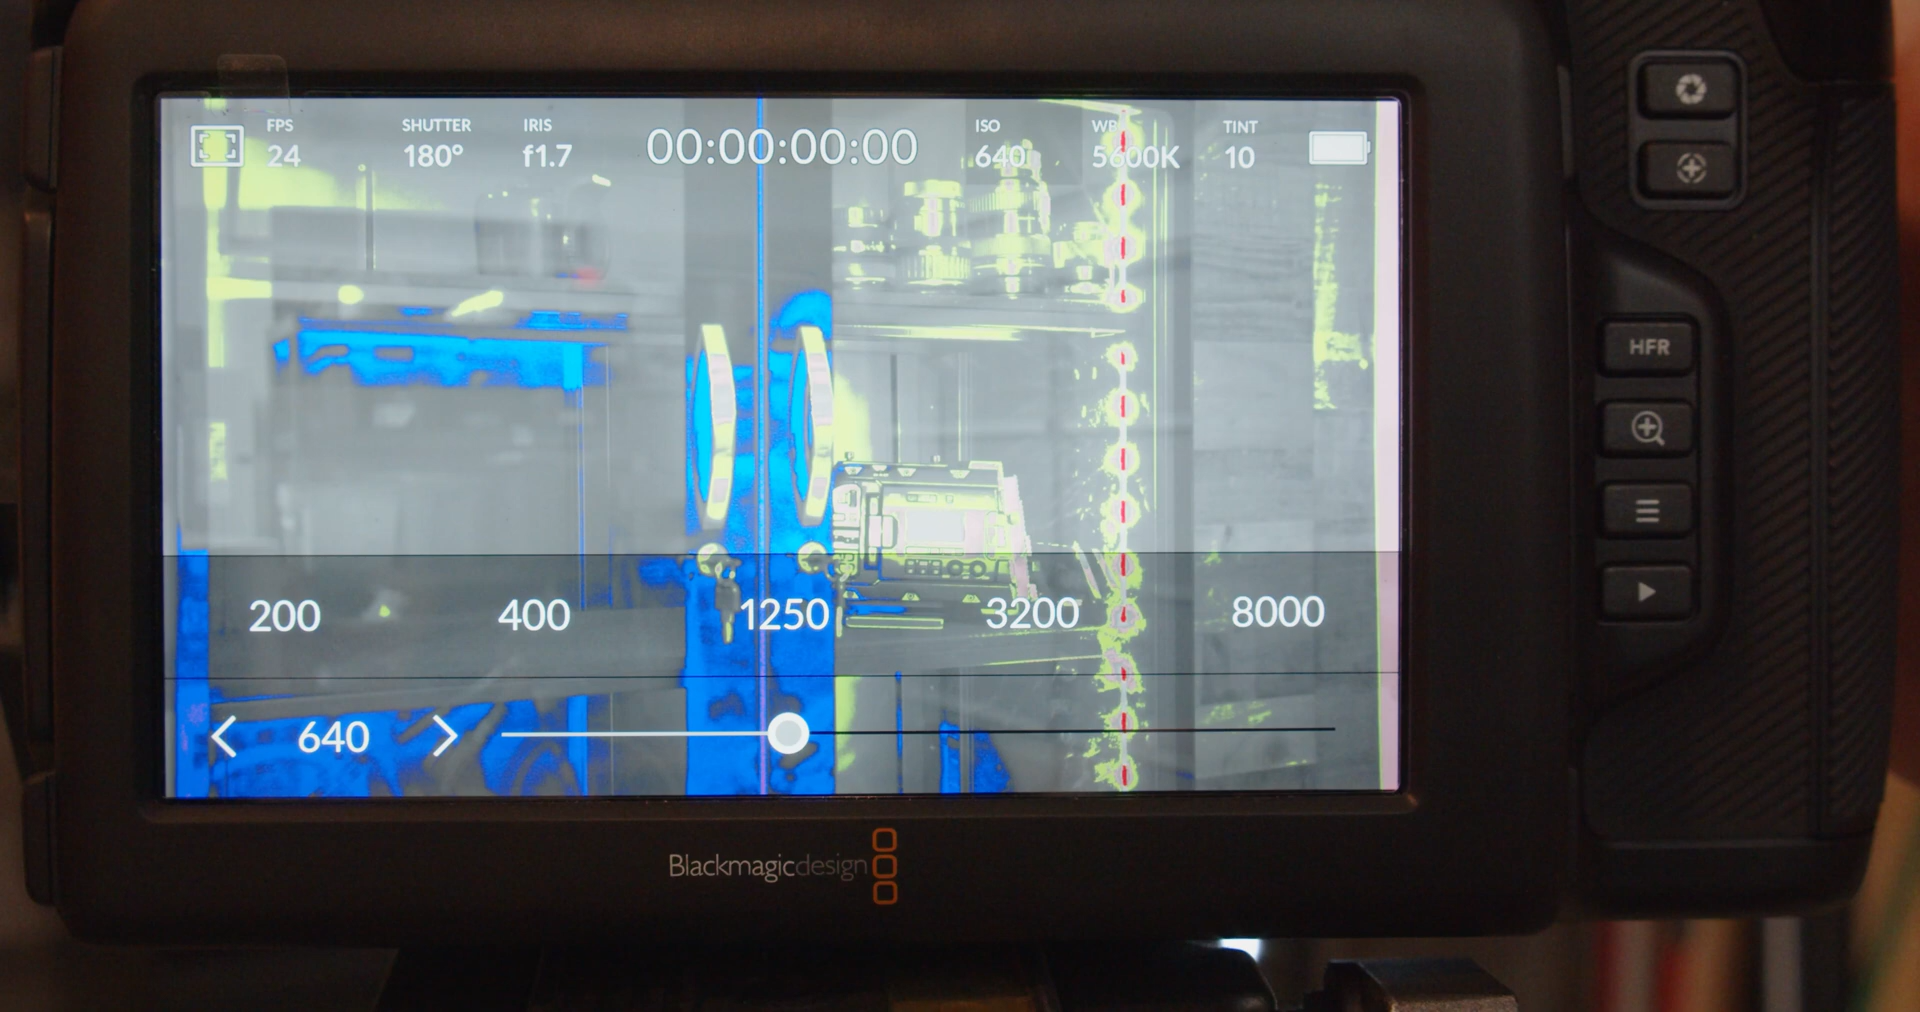 FPS SHUTTER IRIS 00:00:00:00 ISO WB TINT
24 180° f1.7 640 5600K 10
HFR
200 400 1250 3200 8000
640
Blackmagicdesign